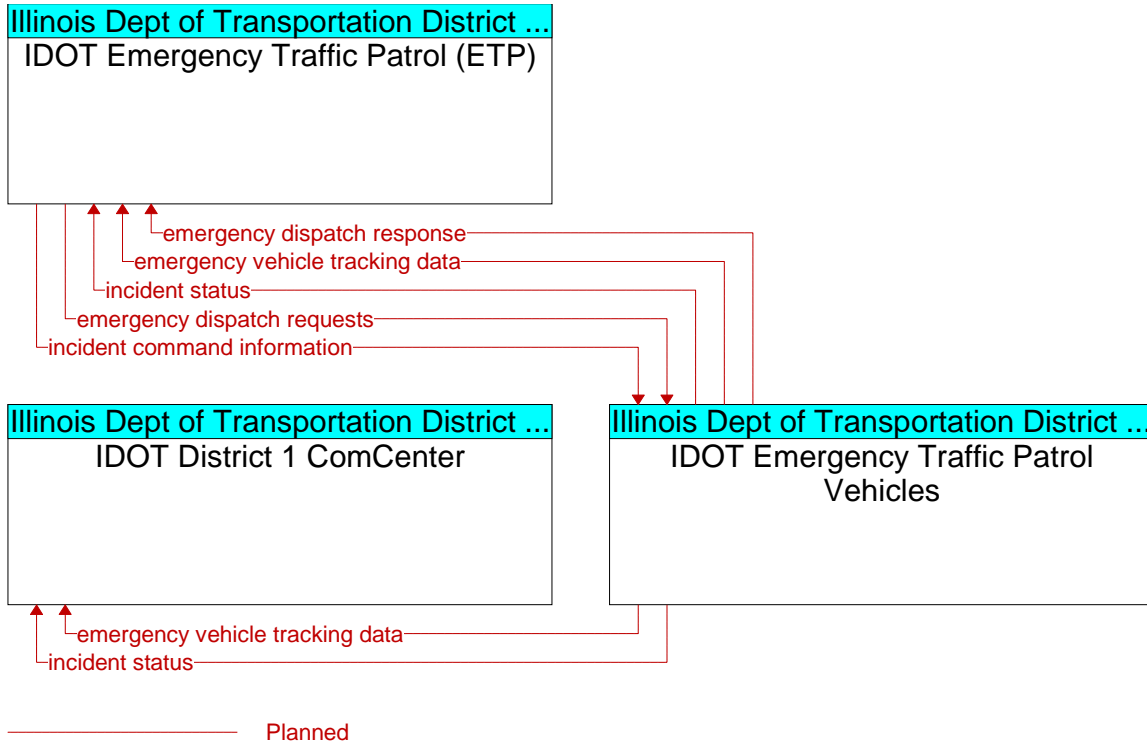 Illinois Dept of Transportation District ...
IDOT Emergency Traffic Patrol (ETP)
emergency dispatch response
emergency vehicle tracking data
incident status
emergency dispatch requests
incident command information
Illinois Dept of Transportation District ...
IDOT District 1 ComCenter
Illinois Dept of Transportation District ...
IDOT Emergency Traffic Patrol
Vehicles
emergency vehicle tracking data
incident status
Planned